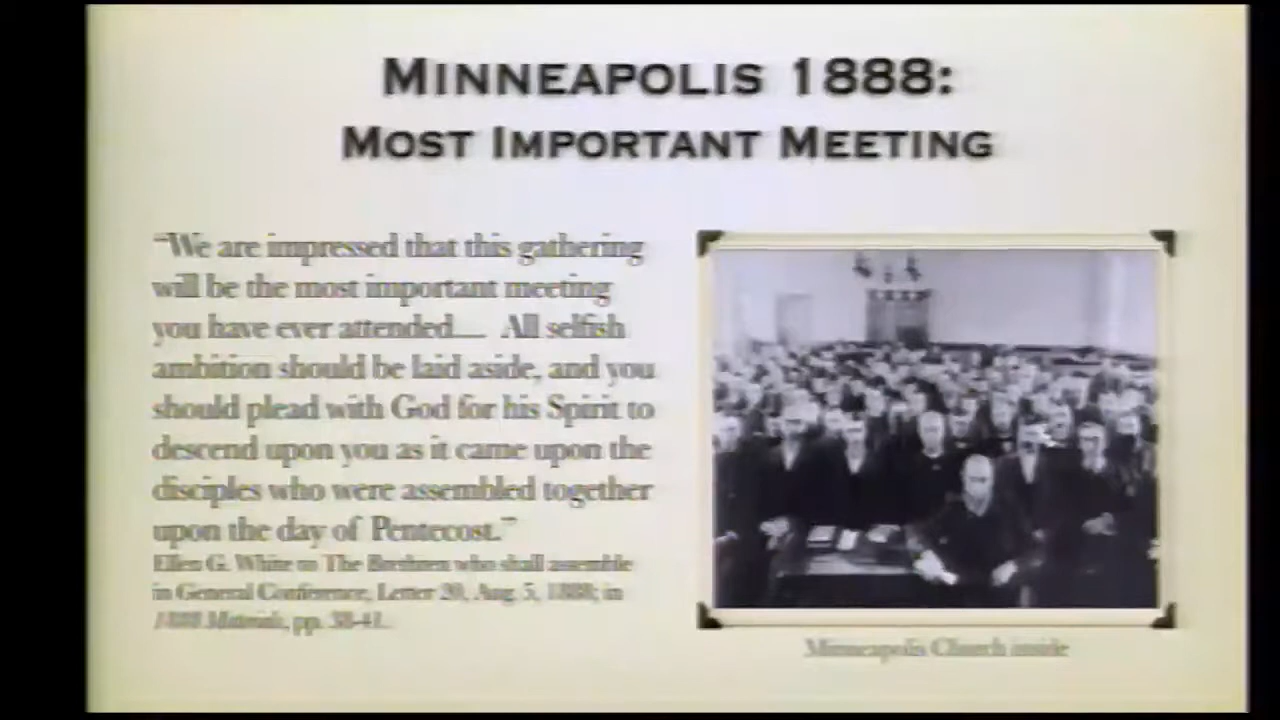 MINNEAPOLIS 1888:
MOST IMPORTANT MEETING
“We are impressed that this gathering
will be the most important meeting
you have ever attended.... All selfish
ambition should be laid aside, and you
should plead with God for his Spirit to
descend upon you as it came upon the
disciples who were assembled together
upon the day of Pentecost.”
Ellen G. White to The Brethren who shall assemble
in General Conference, Letter 20, Aug. 5, 1888; in
1888 Materials, pp. 38-41.
Minneapolis Church inside